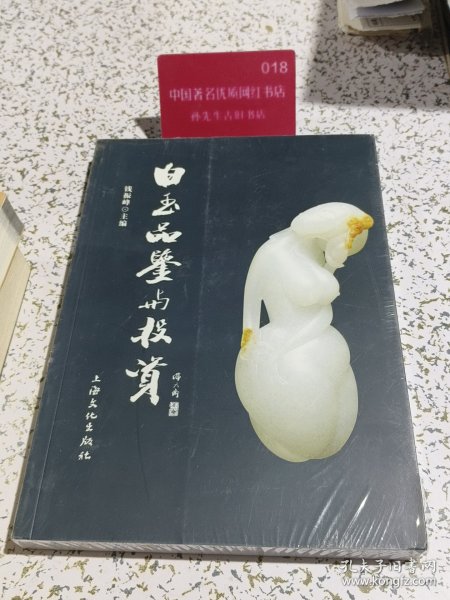 018
中国著名优质网红书店
孙先生古旧书店
白玉品鉴与投资
钱振峰⊙主编
上海文化出版社
孔夫子旧书网
www.kongfz.com